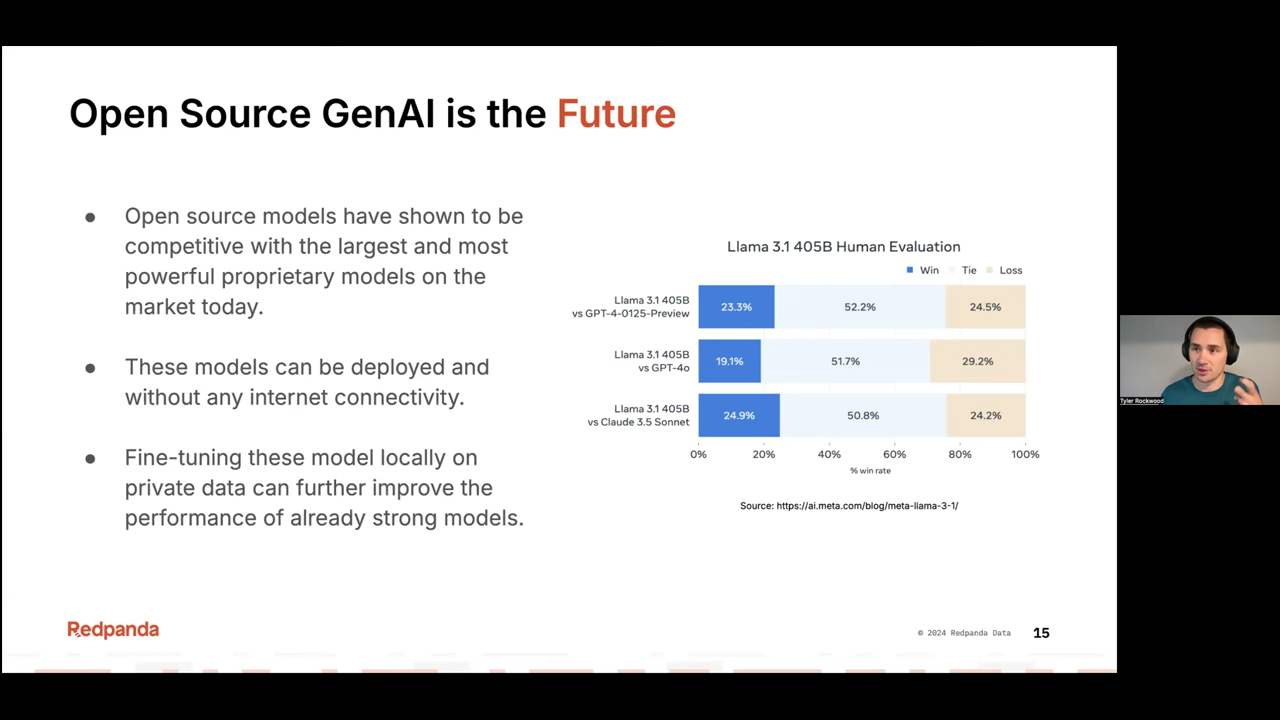 Open Source GenAI is the Future
● Open source models have shown to be
competitive with the largest and most
powerful proprietary models on the
market today.
● These models can be deployed and
without any internet connectivity.
● Fine-tuning these model locally on
private data can further improve the
performance of already strong models.
Llama 3.1 405B Human Evaluation
Win Tie Loss
Llama 3.1 405B
vs GPT-4-0125-Preview
23.3% 52.2% 24.5%
Llama 3.1 405B
vs GPT-4o
19.1% 51.7% 29.2%
Llama 3.1 405B
vs Claude 3.5 Sonnet
24.9% 50.8% 24.2%
0% 20% 40% 60% 80% 100%
% win rate
Source: https://ai.meta.com/blog/meta-llama-3-1/
Tyler Rockwood
Redpanda
© 2024 Redpanda Data 15